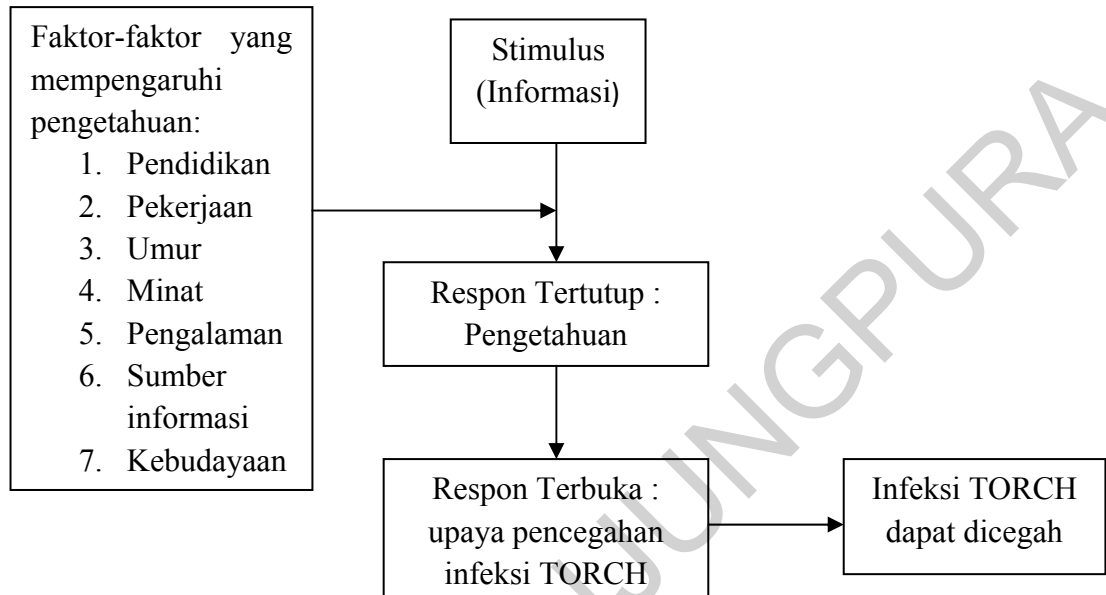 Faktor-faktor yang
mempengaruhi
pengetahuan:
1. Pendidikan
2. Pekerjaan
3. Umur
4. Minat
5. Pengalaman
6. Sumber
informasi
7. Kebudayaan
Stimulus
(Informasi)
Respon Tertutup :
Pengetahuan
Respon Terbuka :
upaya pencegahan
infeksi TORCH
Infeksi TORCH
dapat dicegah
JUNGPURA